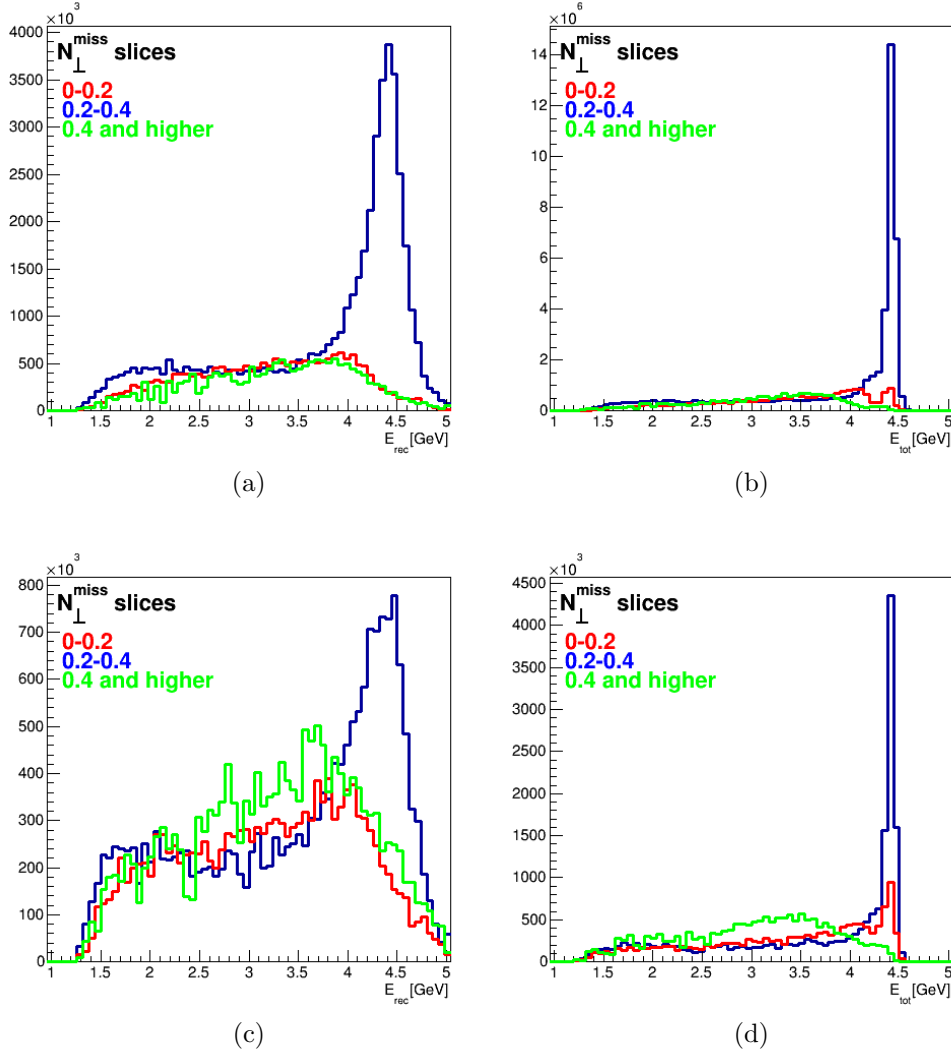 ×10³
N⊥^miss slices
0-0.2
0.2-0.4
0.4 and higher
4000
3500
3000
2500
2000
1500
1000
500
0
1 1.5 2 2.5 3 3.5 4 4.5 5
E_rec[GeV]
(a)
×10⁶
N⊥^miss slices
0-0.2
0.2-0.4
0.4 and higher
14
12
10
8
6
4
2
0
1 1.5 2 2.5 3 3.5 4 4.5 5
E_tot[GeV]
(b)
×10³
N⊥^miss slices
0-0.2
0.2-0.4
0.4 and higher
800
700
600
500
400
300
200
100
0
1 1.5 2 2.5 3 3.5 4 4.5 5
E_rec[GeV]
(c)
×10³
N⊥^miss slices
0-0.2
0.2-0.4
0.4 and higher
4500
4000
3500
3000
2500
2000
1500
1000
500
0
1 1.5 2 2.5 3 3.5 4 4.5 5
E_tot[GeV]
(d)